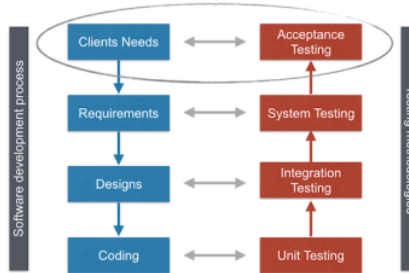 Clients Needs
Acceptance
Testing
Software development process
Requirements
System Testing
Designs
Integration
Testing
Coding
Unit Testing